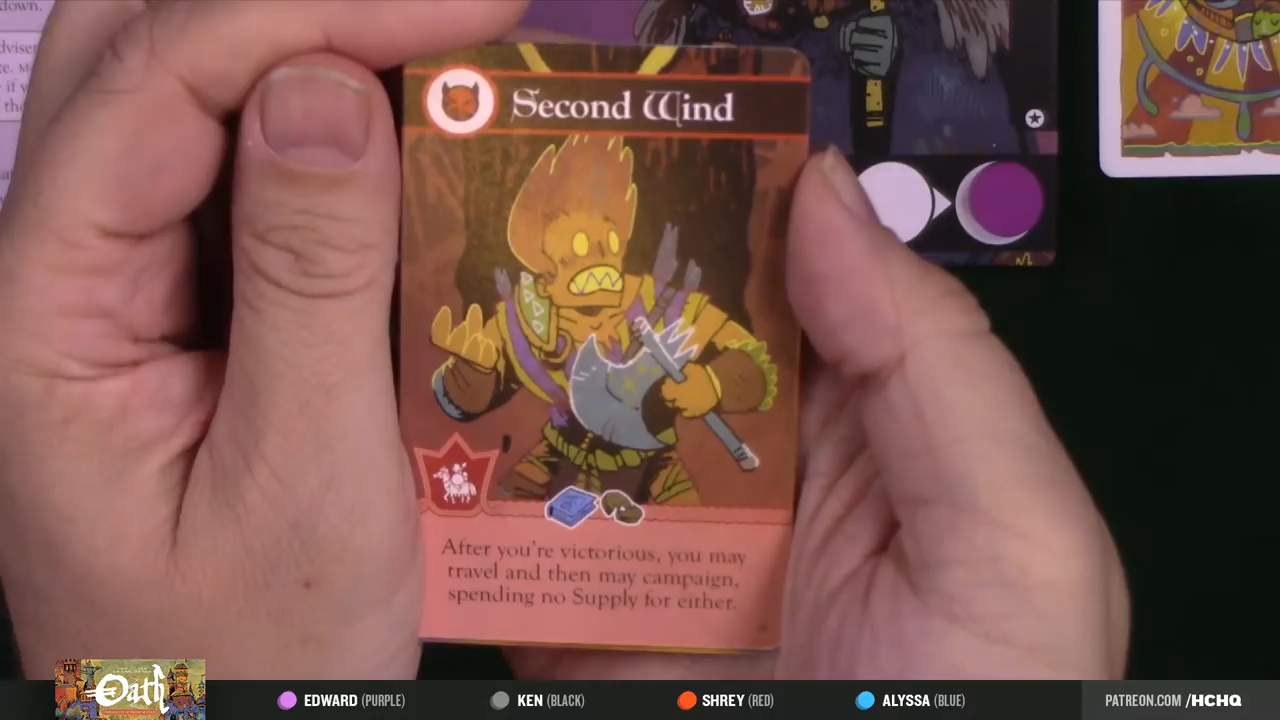 down.
Second Wind
After you're victorious, you may
travel and then may campaign,
spending no Supply for either.
Oath
EDWARD (PURPLE)
KEN (BLACK)
SHREY (RED)
ALYSSA (BLUE)
PATREON.COM/HCHQ